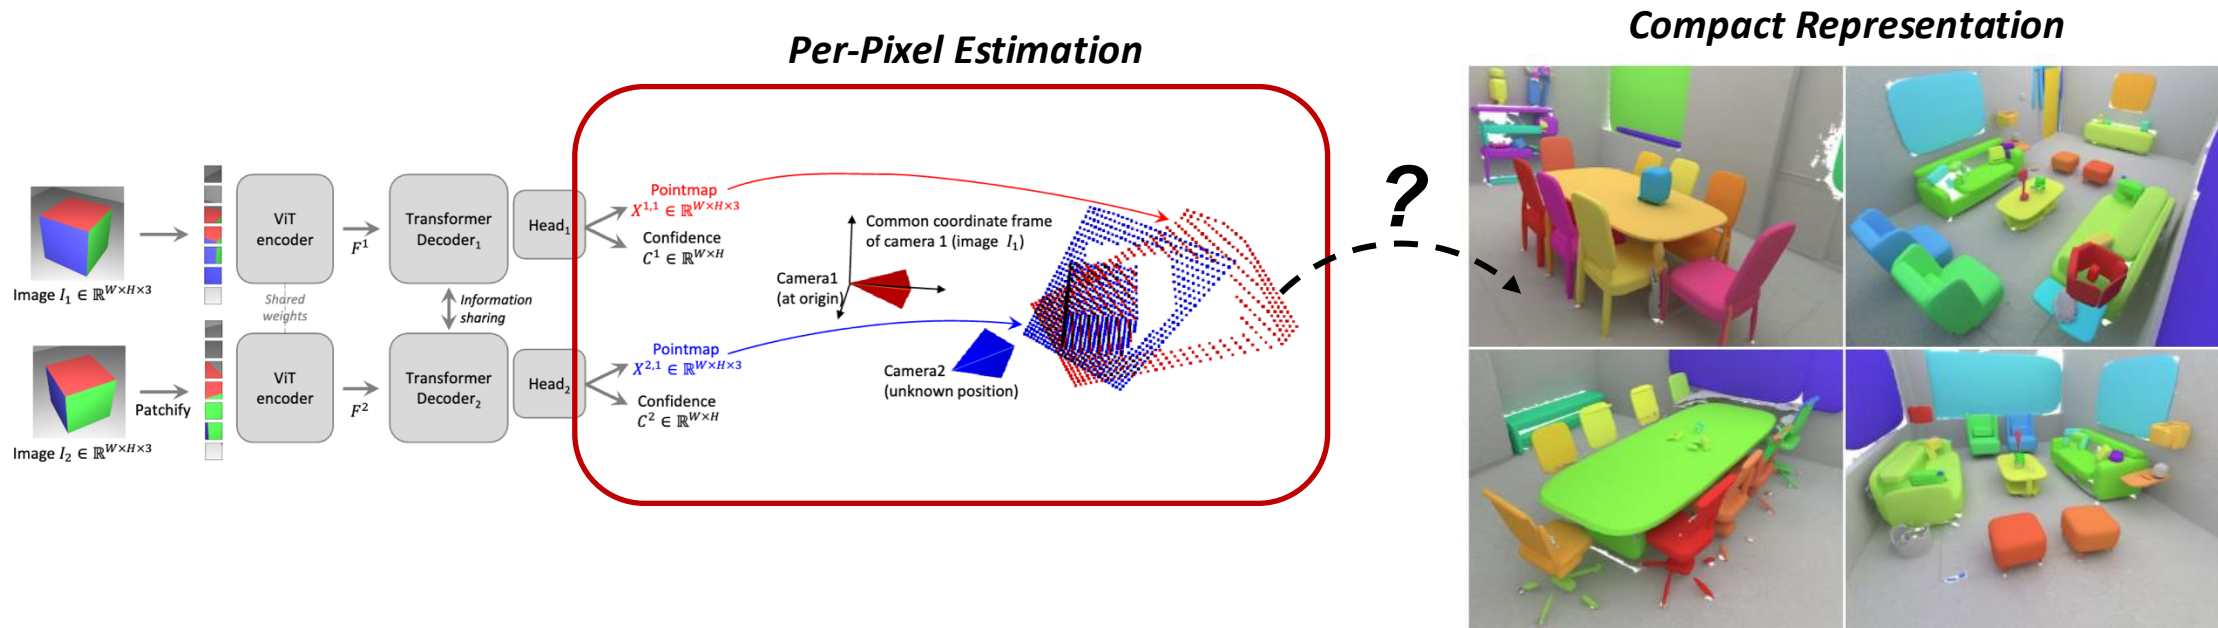 Per-Pixel Estimation
Compact Representation
?
Image I₁ ∈ ℝ^{W×H×3}
ViT
encoder
F¹
Transformer
Decoder₁
Head₁
Pointmap
X^{1,1} ∈ ℝ^{W×H×3}
Confidence
C¹ ∈ ℝ^{W×H}
Common coordinate frame
of camera 1 (image I₁)
Camera1
(at origin)
Shared
weights
Information
sharing
Image I₂ ∈ ℝ^{W×H×3}
Patchify
ViT
encoder
F²
Transformer
Decoder₂
Head₂
Pointmap
X^{2,1} ∈ ℝ^{W×H×3}
Confidence
C² ∈ ℝ^{W×H}
Camera2
(unknown position)